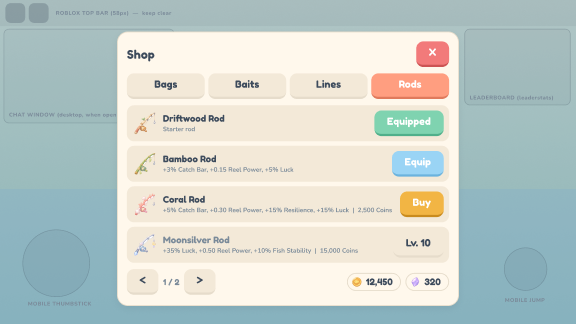 ROBLOX TOP BAR (58px) — keep clear
Shop
X
Bags
Baits
Lines
Rods
CHAT WINDOW (desktop, when open
LEADERBOARD (leaderstats)
Driftwood Rod
Starter rod
Equipped
Bamboo Rod
+3% Catch Bar, +0.15 Reel Power, +5% Luck
Equip
Coral Rod
+5% Catch Bar, +0.30 Reel Power, +15% Resilience, +15% Luck | 2,500 Coins
Buy
Moonsilver Rod
+35% Luck, +0.50 Reel Power, +10% Fish Stability | 15,000 Coins
Lv. 10
<
1 / 2
>
12,450
320
MOBILE THUMBSTICK
MOBILE JUMP